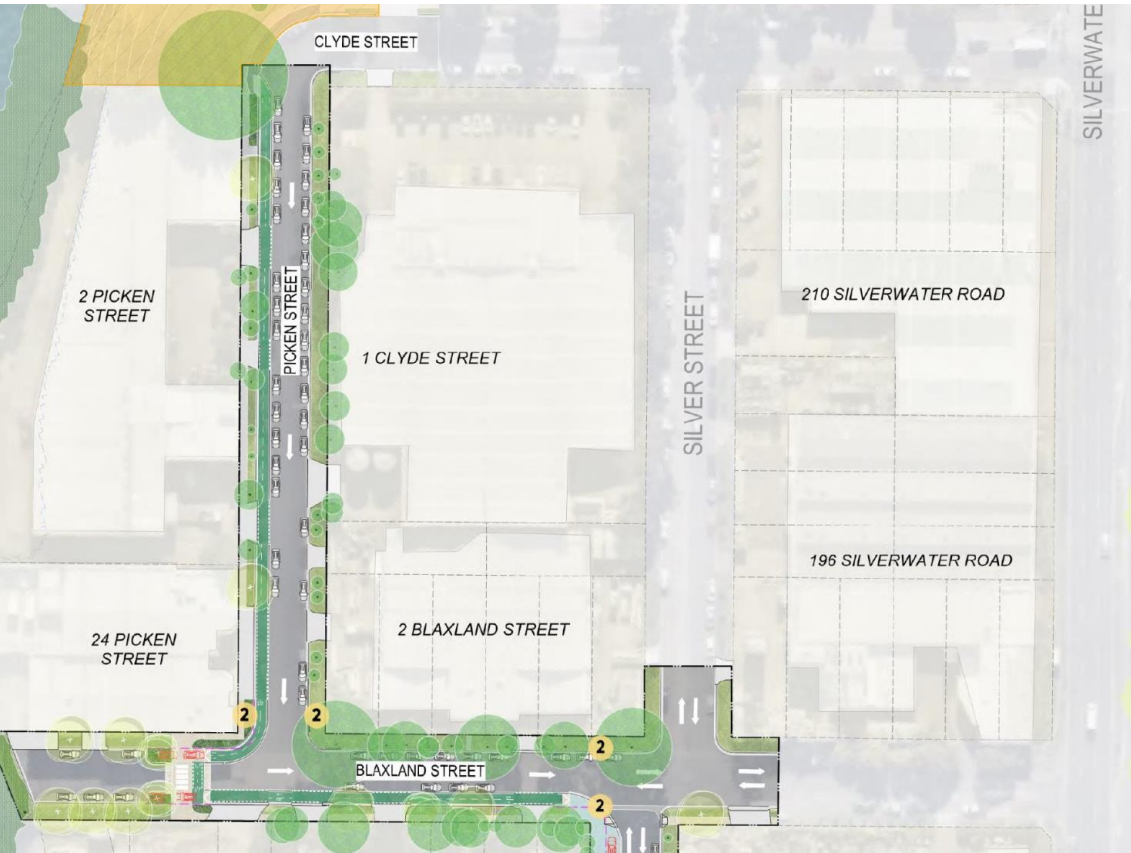 CLYDE STREET
SILVERWATE
2 PICKEN
STREET
PICKEN STREET
1 CLYDE STREET
SILVER STREET
210 SILVERWATER ROAD
24 PICKEN
STREET
2 BLAXLAND STREET
196 SILVERWATER ROAD
2
2
2
BLAXLAND STREET
2